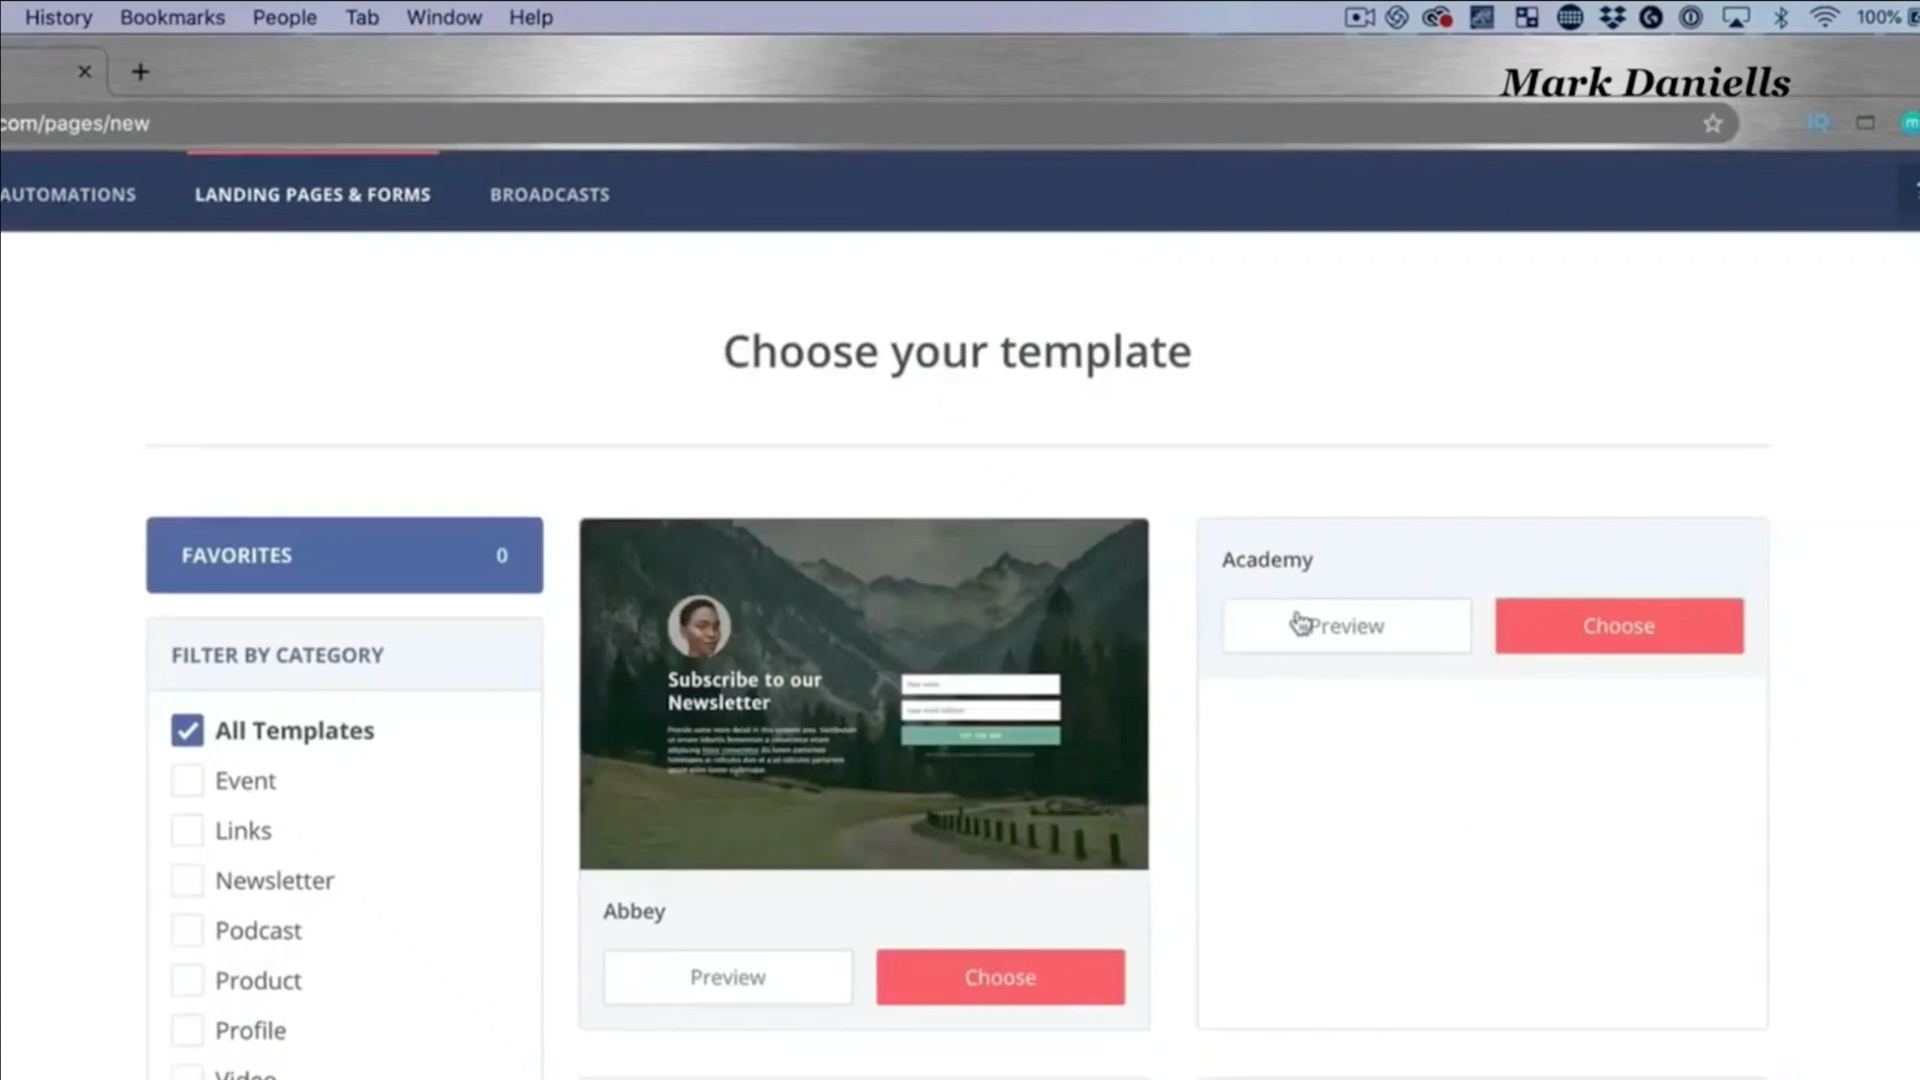 History Bookmarks People Tab Window Help 100%
Mark Daniells
com/pages/new
AUTOMATIONS LANDING PAGES & FORMS BROADCASTS
Choose your template
FAVORITES 0
FILTER BY CATEGORY
All Templates
Event
Links
Newsletter
Podcast
Product
Profile
Video
Subscribe to our
Newsletter
Abbey
Preview Choose
Academy
Preview Choose